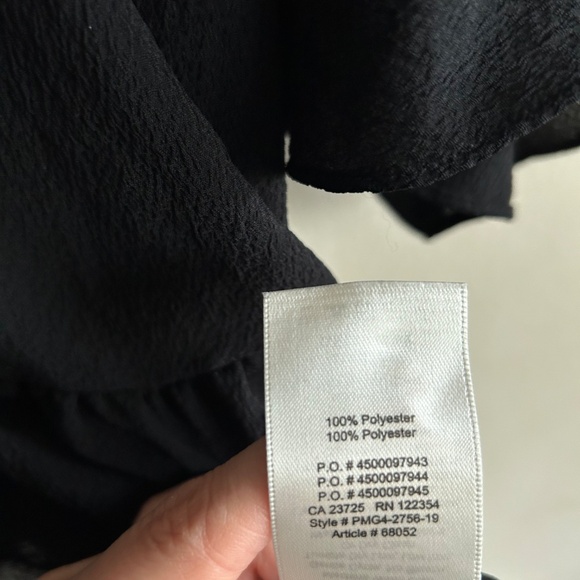 100% Polyester
100% Polyester
P.O. # 4500097943
P.O. # 4500097944
P.O. # 4500097945
CA 23725 RN 122354
Style # PMG4-2756-19
Article # 68052